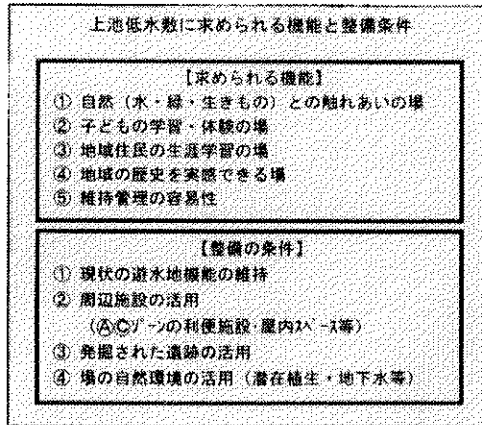 上池低水敷に求められる機能と整備条件
【求められる機能】
① 自然（水・緑・生きもの）との触れあいの場
② 子どもの学習・体験の場
③ 地域住民の生涯学習の場
④ 地域の歴史を実感できる場
⑤ 維持管理の容易性
【整備の条件】
① 現状の遊水地機能の維持
② 周辺施設の活用
（ⒶⒸｿﾞｰﾝの利便施設・屋内ｽﾍﾟｰｽ等）
③ 発掘された遺跡の活用
④ 場の自然環境の活用（潜在植生・地下水等）